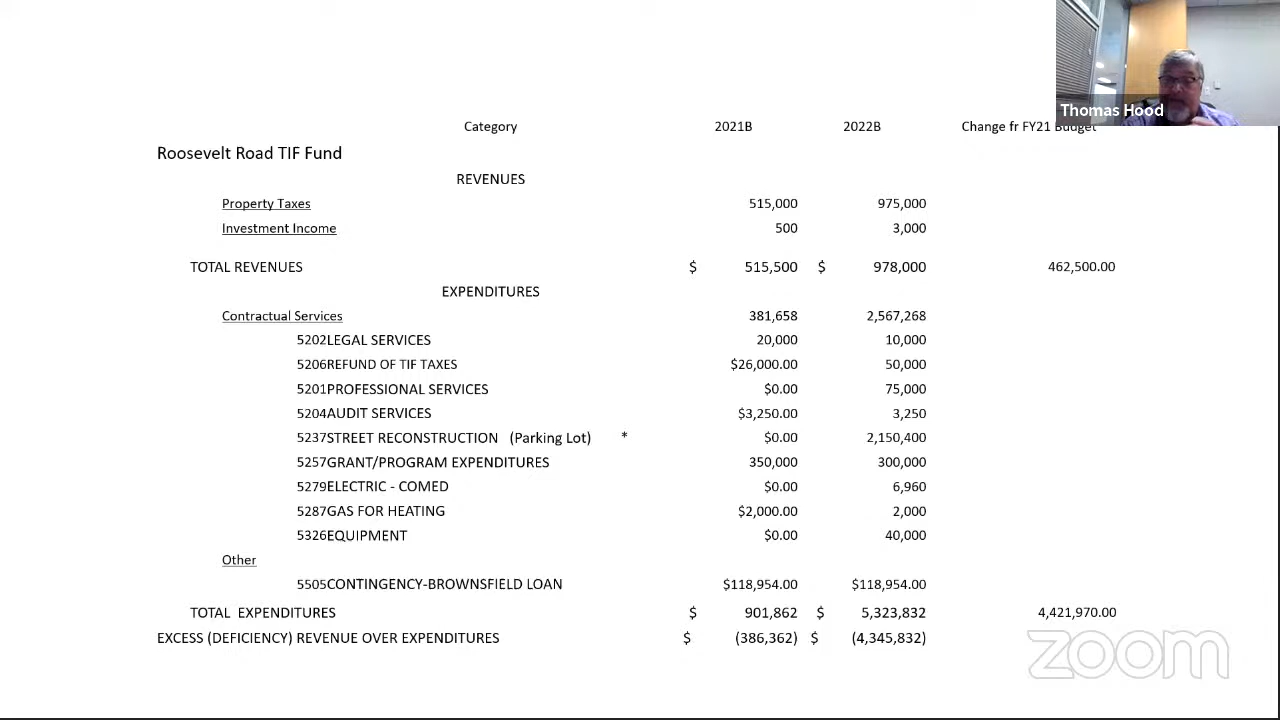 Thomas Hood
Category 2021B 2022B Change fr FY21 Budget
Roosevelt Road TIF Fund
REVENUES
Property Taxes 515,000 975,000
Investment Income 500 3,000
TOTAL REVENUES $ 515,500 $ 978,000 462,500.00
EXPENDITURES
Contractual Services 381,658 2,567,268
5202LEGAL SERVICES 20,000 10,000
5206REFUND OF TIF TAXES $26,000.00 50,000
5201PROFESSIONAL SERVICES $0.00 75,000
5204AUDIT SERVICES $3,250.00 3,250
5237STREET RECONSTRUCTION (Parking Lot) * $0.00 2,150,400
5257GRANT/PROGRAM EXPENDITURES 350,000 300,000
5279ELECTRIC - COMED $0.00 6,960
5287GAS FOR HEATING $2,000.00 2,000
5326EQUIPMENT $0.00 40,000
Other
5505CONTINGENCY-BROWNSFIELD LOAN $118,954.00 $118,954.00
TOTAL EXPENDITURES $ 901,862 $ 5,323,832 4,421,970.00
EXCESS (DEFICIENCY) REVENUE OVER EXPENDITURES $ (386,362) $ (4,345,832)
zoom